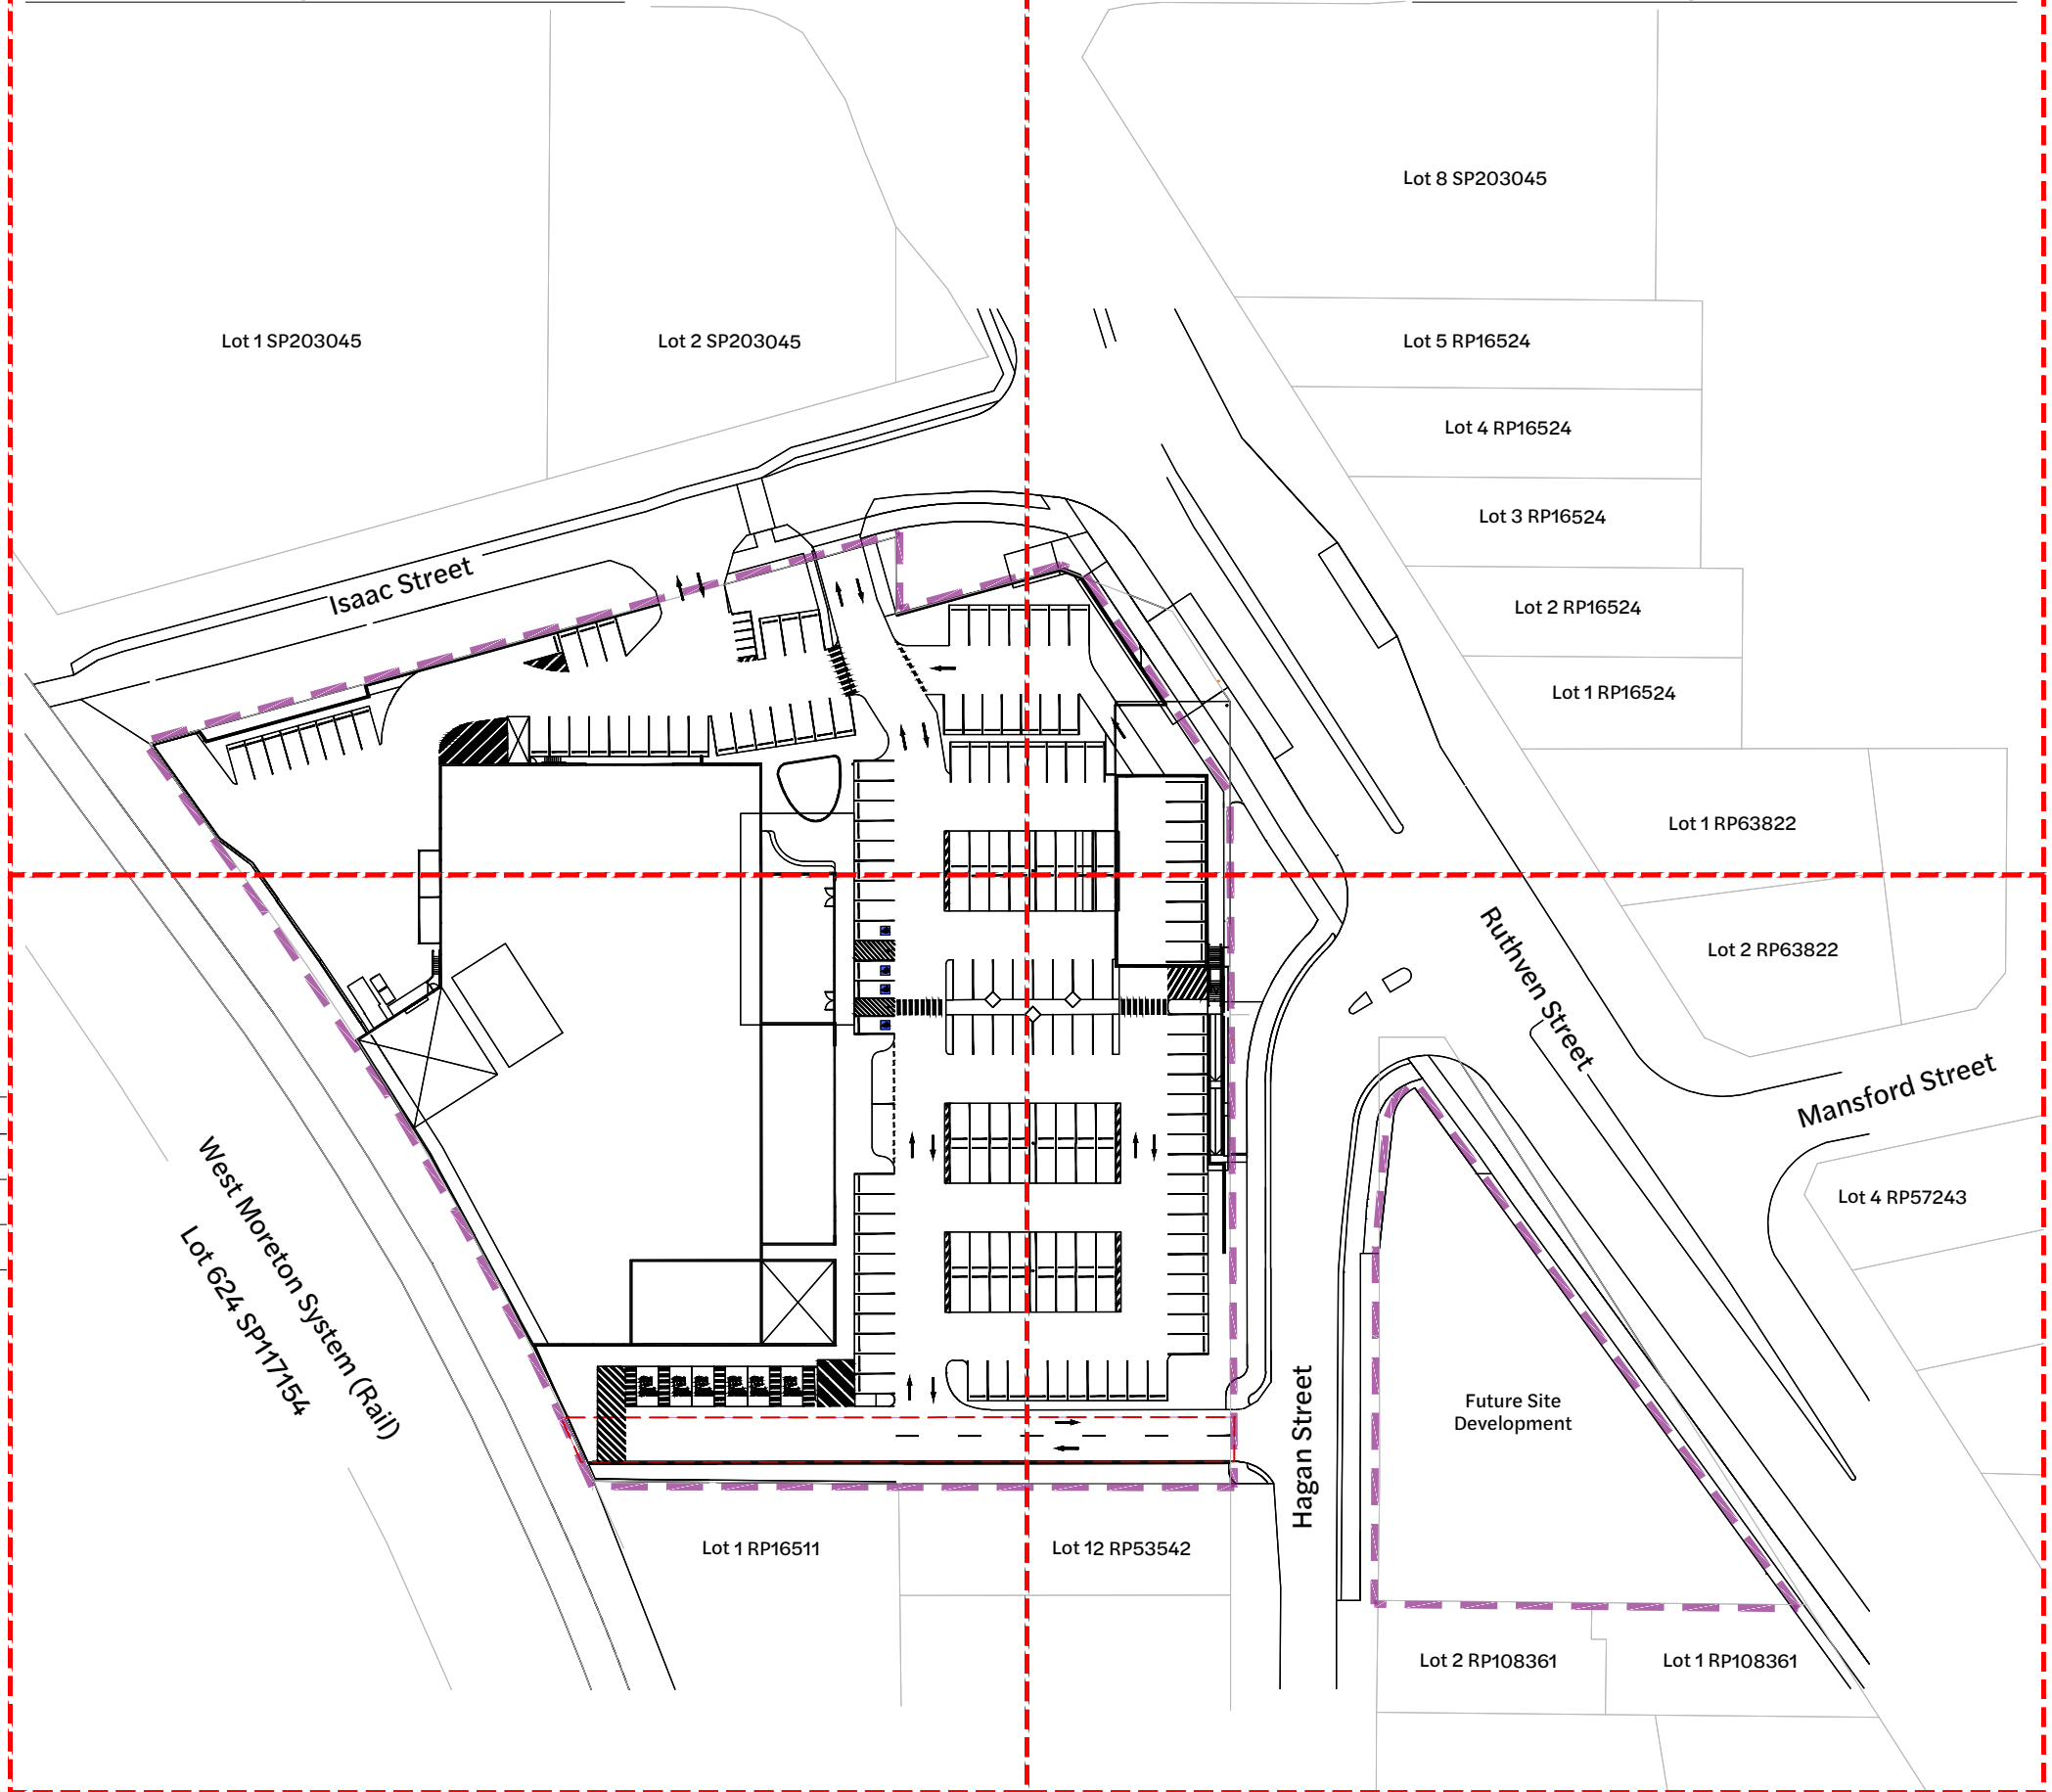 Lot 8 SP203045
Lot 1 SP203045
Lot 2 SP203045
Lot 5 RP16524
Lot 4 RP16524
Lot 3 RP16524
Isaac Street
Lot 2 RP16524
Lot 1 RP16524
Lot 1 RP63822
Lot 2 RP63822
Ruthven Street
Mansford Street
Lot 4 RP57243
West Moreton System (Rail)
Lot 624 SP117154
Hagan Street
Future Site
Development
Lot 1 RP16511
Lot 12 RP53542
Lot 2 RP108361
Lot 1 RP108361